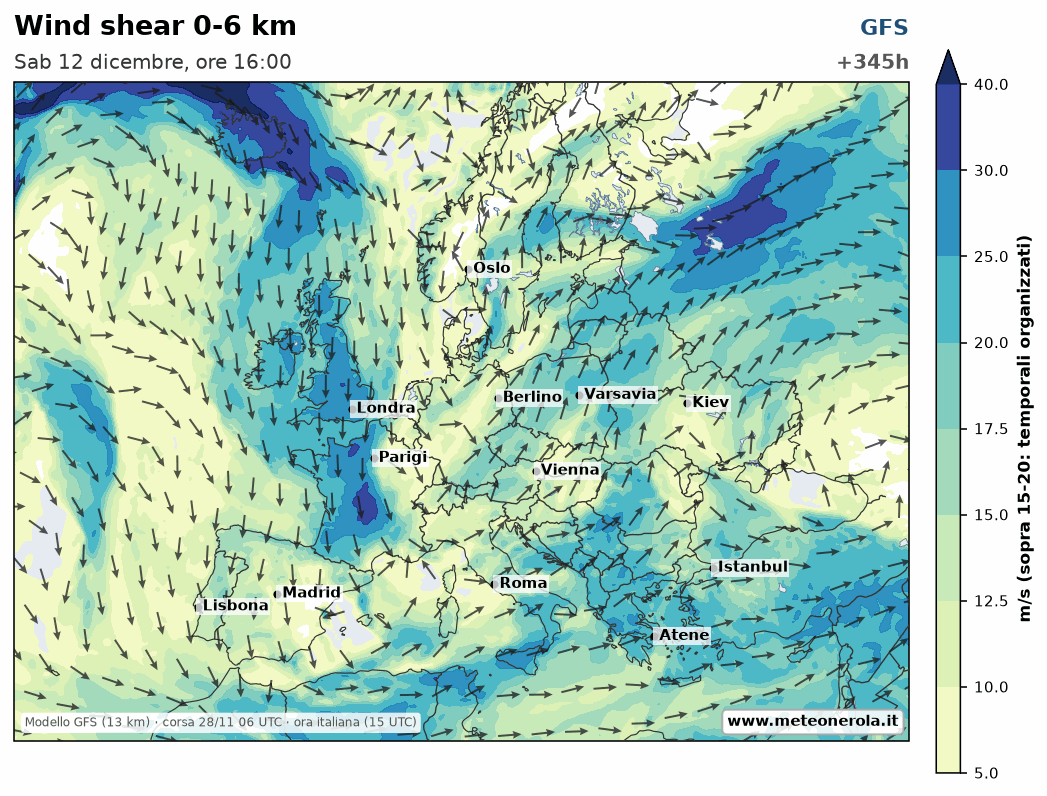 Wind shear 0-6 km
GFS
Sab 12 dicembre, ore 16:00
+345h
40.0
30.0
25.0
20.0
17.5
15.0
12.5
10.0
5.0
m/s (sopra 15-20: temporali organizzati)
Oslo
Berlino
Varsavia
Kiev
Londra
Parigi
Vienna
Istanbul
Roma
Madrid
Lisbona
Atene
Modello GFS (13 km) · corsa 28/11 06 UTC · ora italiana (15 UTC)
www.meteonerola.it